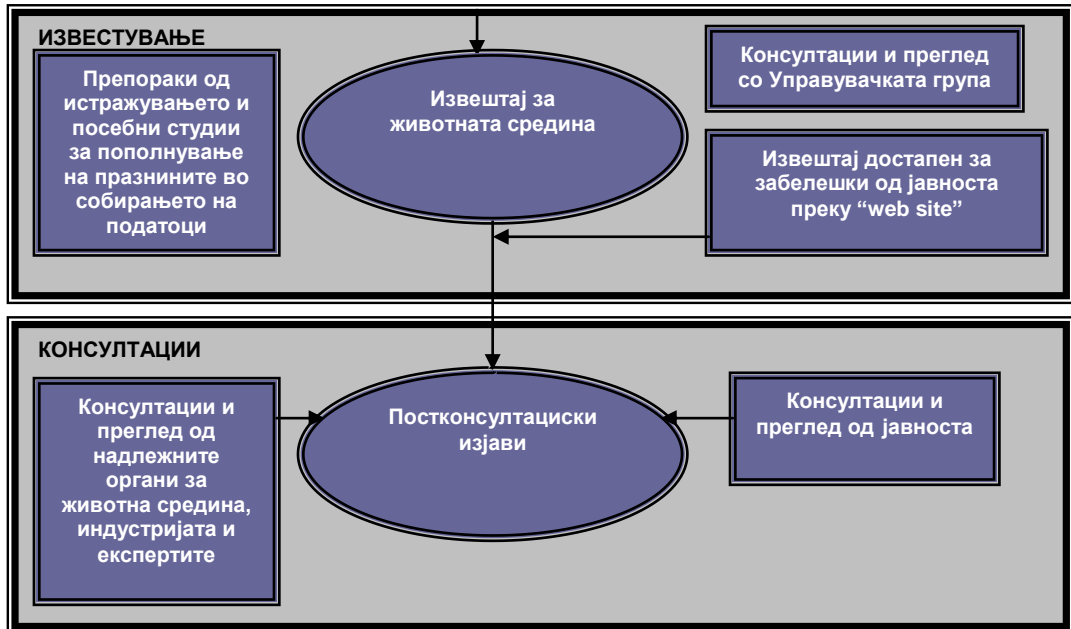 ИЗВЕСТУВАЊЕ
Препораки од
истражувањето и
посебни студии
за пополнување
на празнините во
собирањето на
податоци
Извештај за
животната средина
Консултации и преглед
со Управувачката група
Извештај достапен за
забелешки од јавноста
преку “web site”
КОНСУЛТАЦИИ
Консултации и
преглед од
надлежните
органи за
животна средина,
индустријата и
експертите
Постконсултациски
изјави
Консултации и
преглед од јавноста